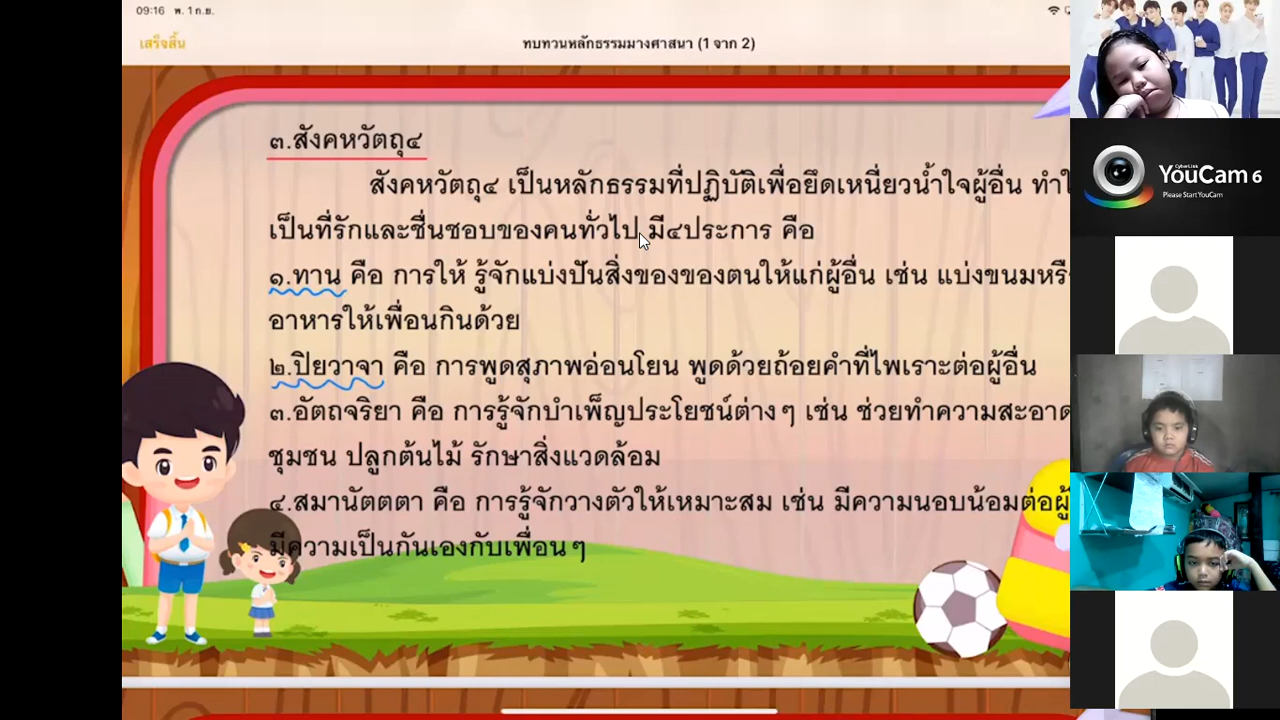 09:16 พ. 1 ก.ย.
เสร็จสิ้น
ทบทวนหลักธรรมมางศาสนา (1 จาก 2)
๓.สังคหวัตถุ๔
สังคหวัตถุ๔ เป็นหลักธรรมที่ปฏิบัติเพื่อยึดเหนี่ยวน้ำใจผู้อื่น
เป็นที่รักและชื่นชอบของคนทั่วไป มี๔ประการ คือ
๑.ทาน คือ การให้ รู้จักแบ่งปันสิ่งของของตนให้แก่ผู้อื่น เช่น แบ่งขนม
อาหารให้เพื่อนกินด้วย
๒.ปิยวาจา คือ การพูดสุภาพอ่อนโยน พูดด้วยถ้อยคำที่ไพเราะต่อผู้อื่น
๓.อัตถจริยา คือ การรู้จักบำเพ็ญประโยชน์ต่างๆ เช่น ช่วยทำความสะอาด
ชุมชน ปลูกต้นไม้ รักษาสิ่งแวดล้อม
๔.สมานัตตตา คือ การรู้จักวางตัวให้เหมาะสม เช่น มีความนอบน้อมต่อ
มีความเป็นกันเองกับเพื่อนๆ
CyberLink
YouCam 6
Please Start YouCam